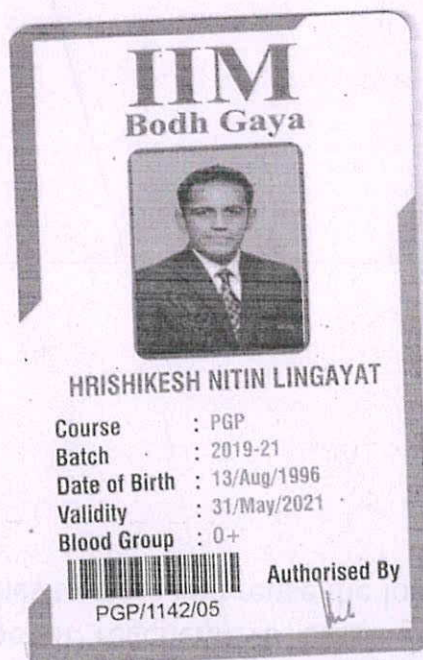 IIM
Bodh Gaya
HRISHIKESH NITIN LINGAYAT
Course : PGP
Batch : 2019-21
Date of Birth : 13/Aug/1996
Validity : 31/May/2021
Blood Group : 0+
Authorised By
PGP/1142/05